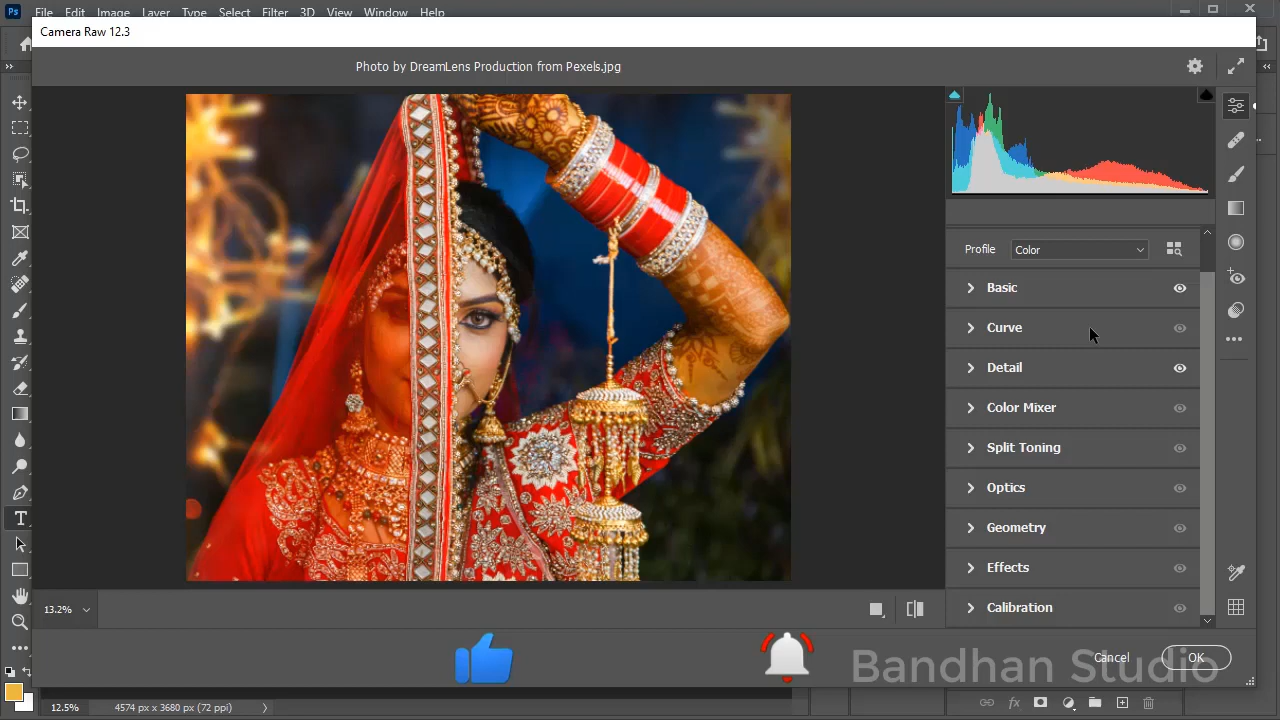 Ps File Edit Image Layer Type Select Filter 3D View Window Help
Camera Raw 12.3
Photo by DreamLens Production from Pexels.jpg
Profile Color
Basic
Curve
Detail
Color Mixer
Split Toning
Optics
Geometry
Effects
Calibration
13.2%
Cancel OK
Bandhan Studio
12.5% 4574 px x 3680 px (72 ppi)
fx